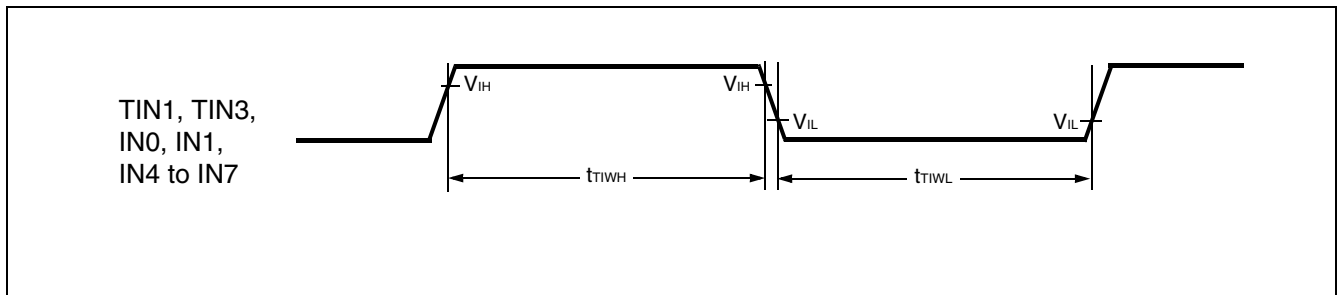 TIN1, TIN3,
IN0, IN1,
IN4 to IN7
VIH
VIH
VIL
VIL
tTIWH
tTIWL